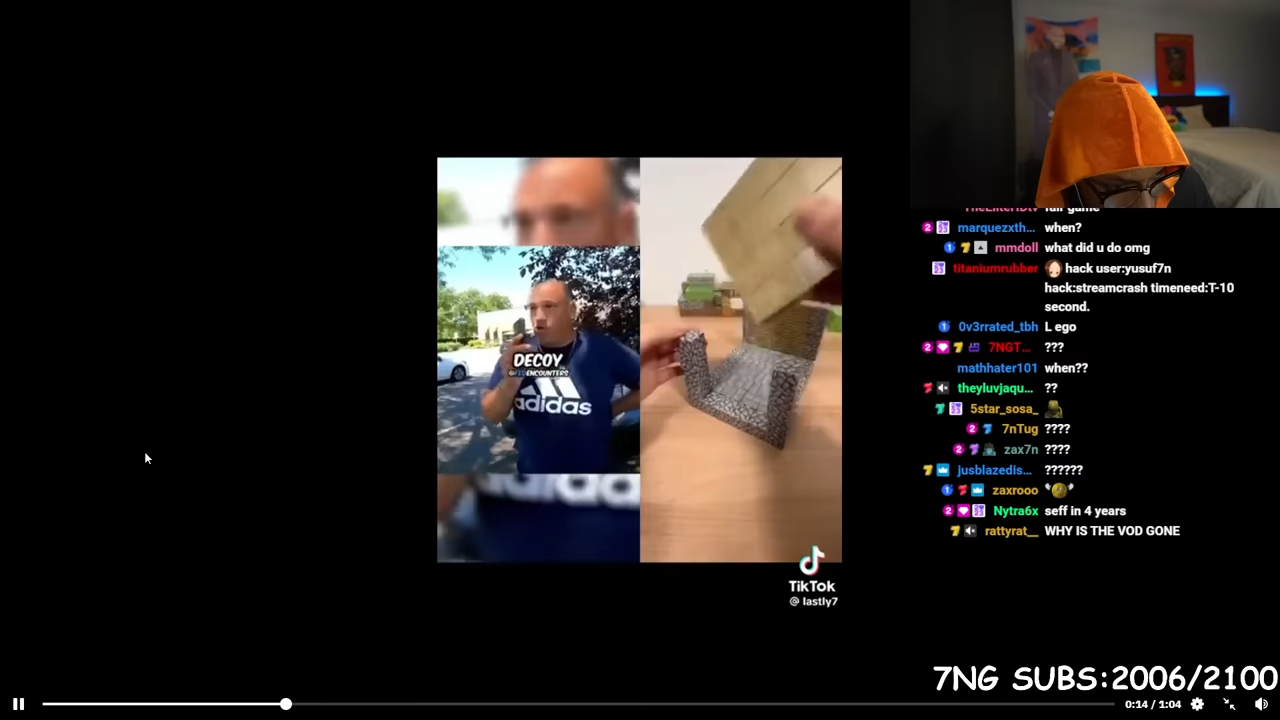 DECOY
@FEDENCOUNTERS
adidas
TikTok
@ lastly7
marquezxth... when?
mmdoll what did u do omg
titaniumrubber hack user:yusuf7n
hack:streamcrash timeneed:T-10
second.
0v3rrated_tbh L ego
7NGT... ???
mathhater101 when??
theyluvjaqu... ??
5star_sosa_
7nTug ????
zax7n ????
jusblazedis... ??????
zaxrooo
Nytra6x seff in 4 years
rattyrat__ WHY IS THE VOD GONE
7NG SUBS:2006/2100
0:14 / 1:04